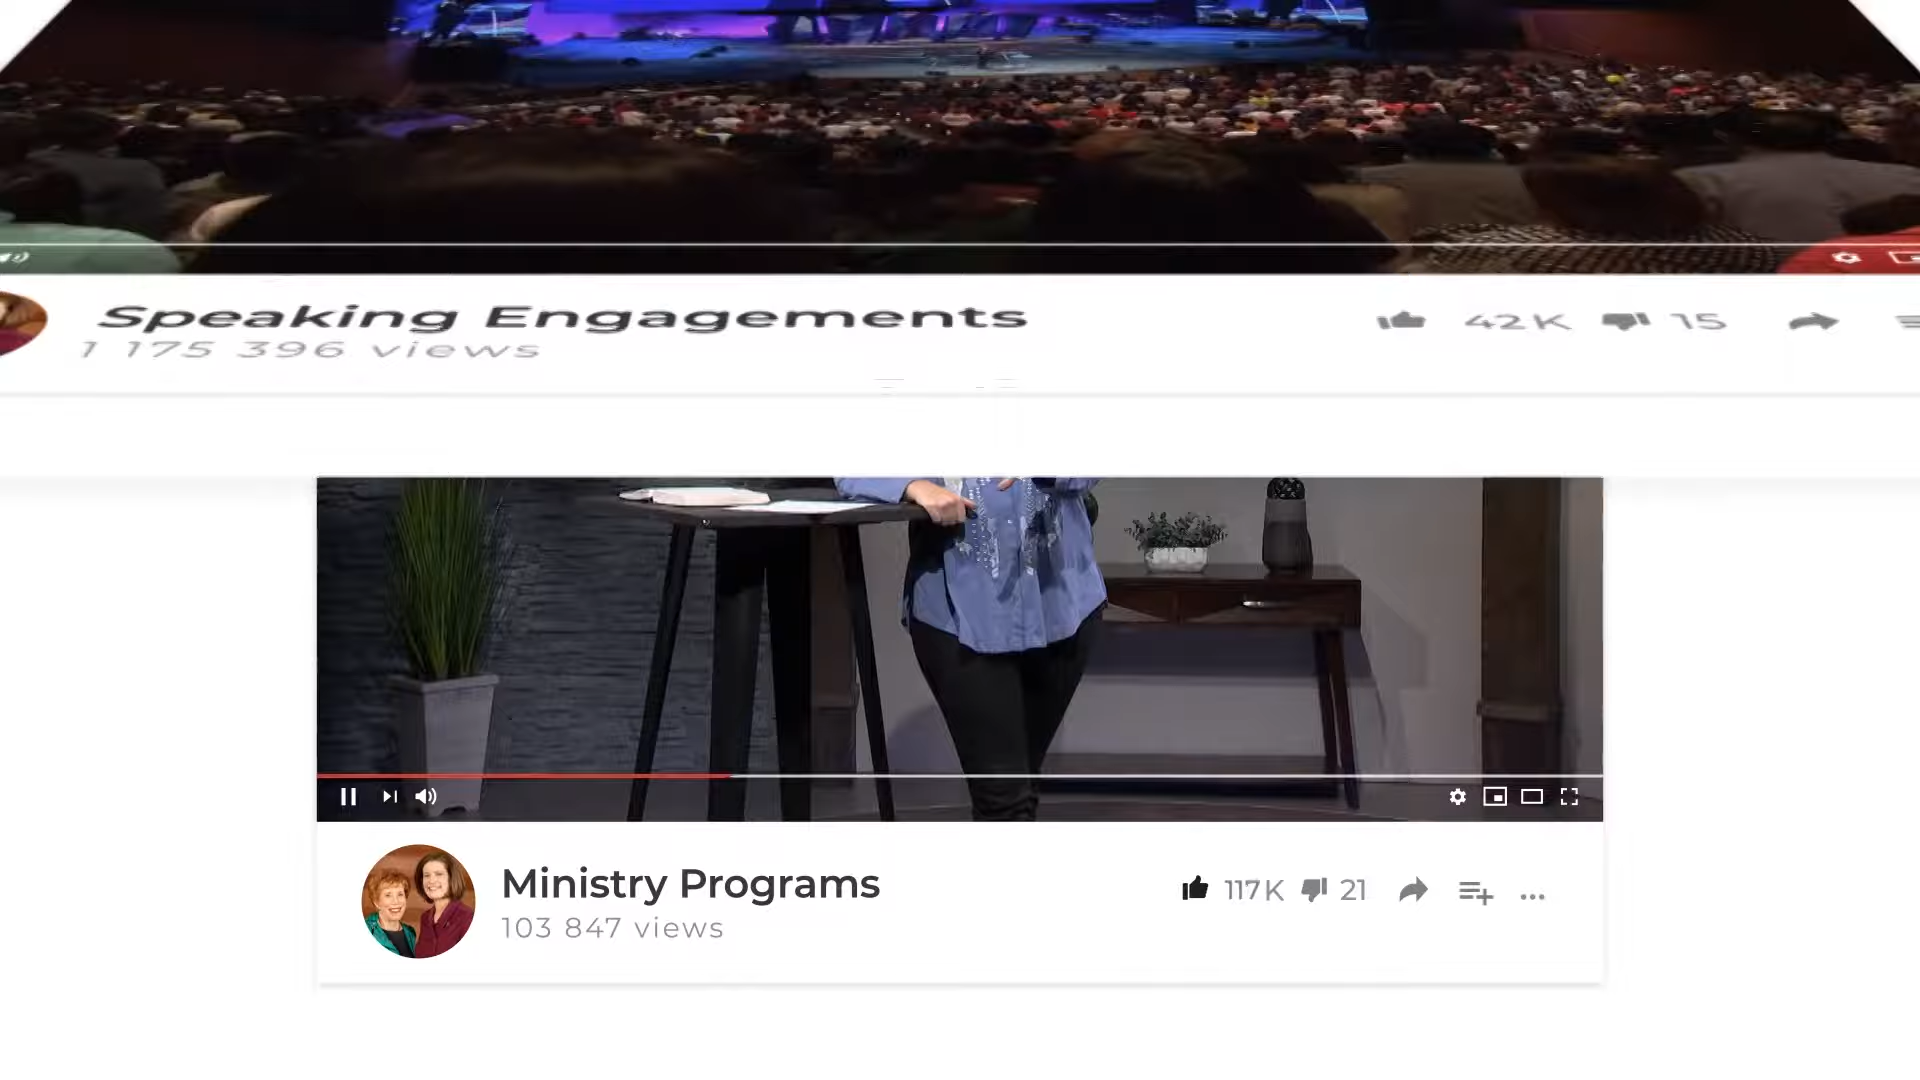 Speaking Engagements
1 175 396 views
42K
15
Ministry Programs
103 847 views
117K
21